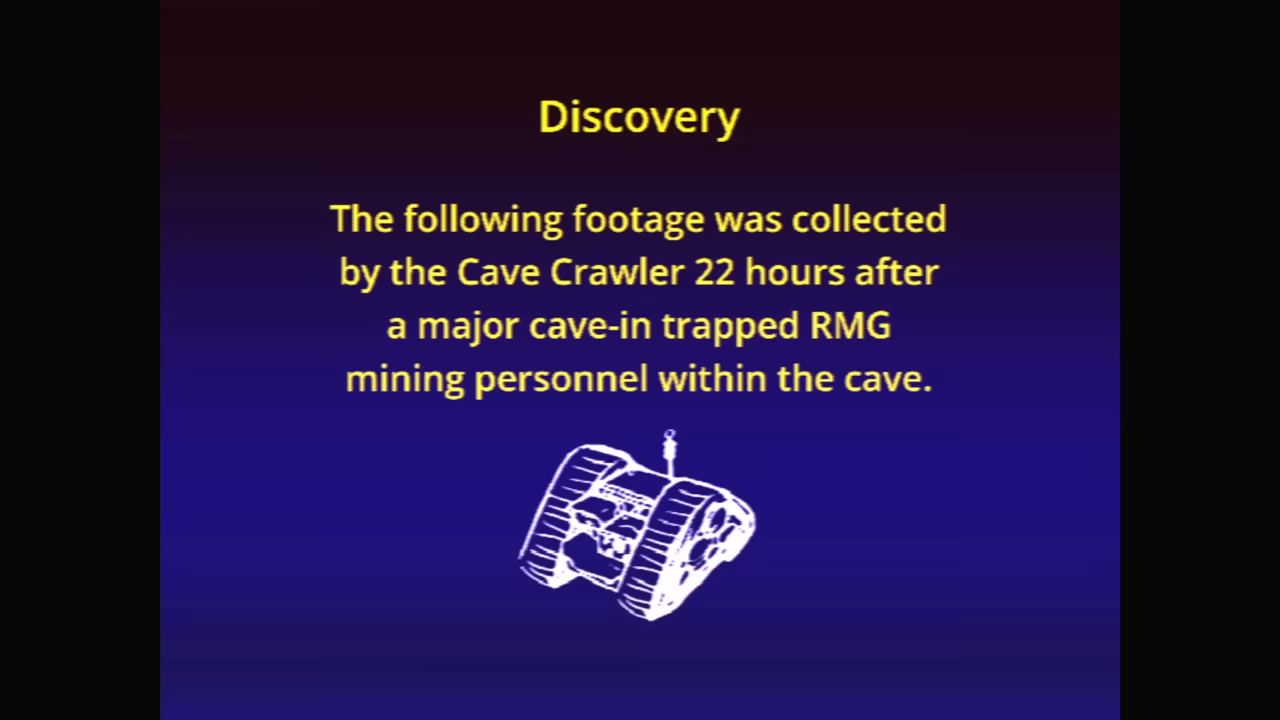 Discovery
The following footage was collected
by the Cave Crawler 22 hours after
a major cave-in trapped RMG
mining personnel within the cave.